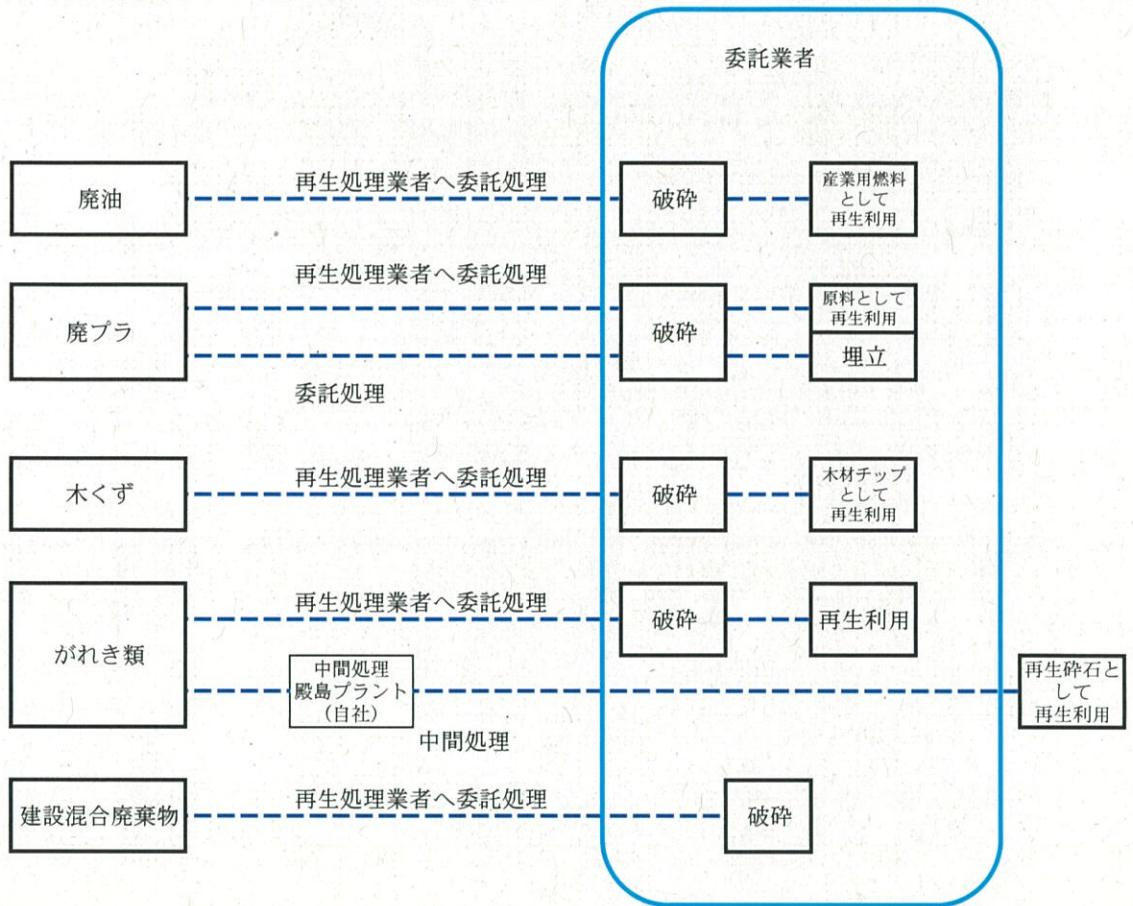 委託業者
廃油
再生処理業者へ委託処理
破砕
産業用燃料
として
再生利用
廃プラ
再生処理業者へ委託処理
委託処理
破砕
原料として
再生利用
埋立
木くず
再生処理業者へ委託処理
破砕
木材チップ
として
再生利用
がれき類
再生処理業者へ委託処理
破砕
再生利用
中間処理
殿島プラント
(自社)
中間処理
再生砕石と
して
再生利用
建設混合廃棄物
再生処理業者へ委託処理
破砕